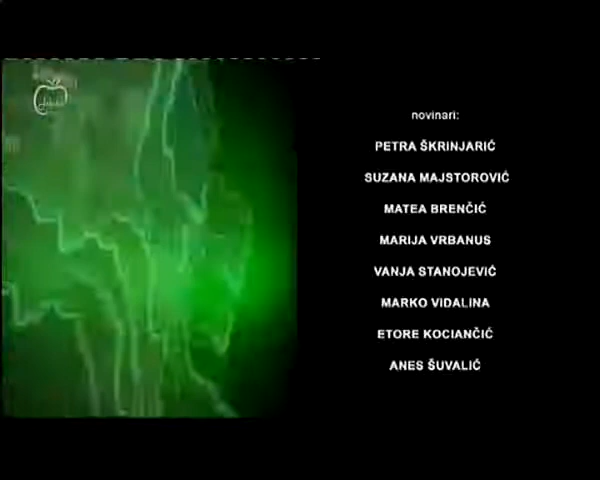 novinari:
PETRA ŠKRINJARIĆ
SUZANA MAJSTOROVIĆ
MATEA BRENČIĆ
MARIJA VRBANUS
VANJA STANOJEVIĆ
MARKO VIDALINA
ETORE KOCIANČIĆ
ANES ŠUVALIĆ